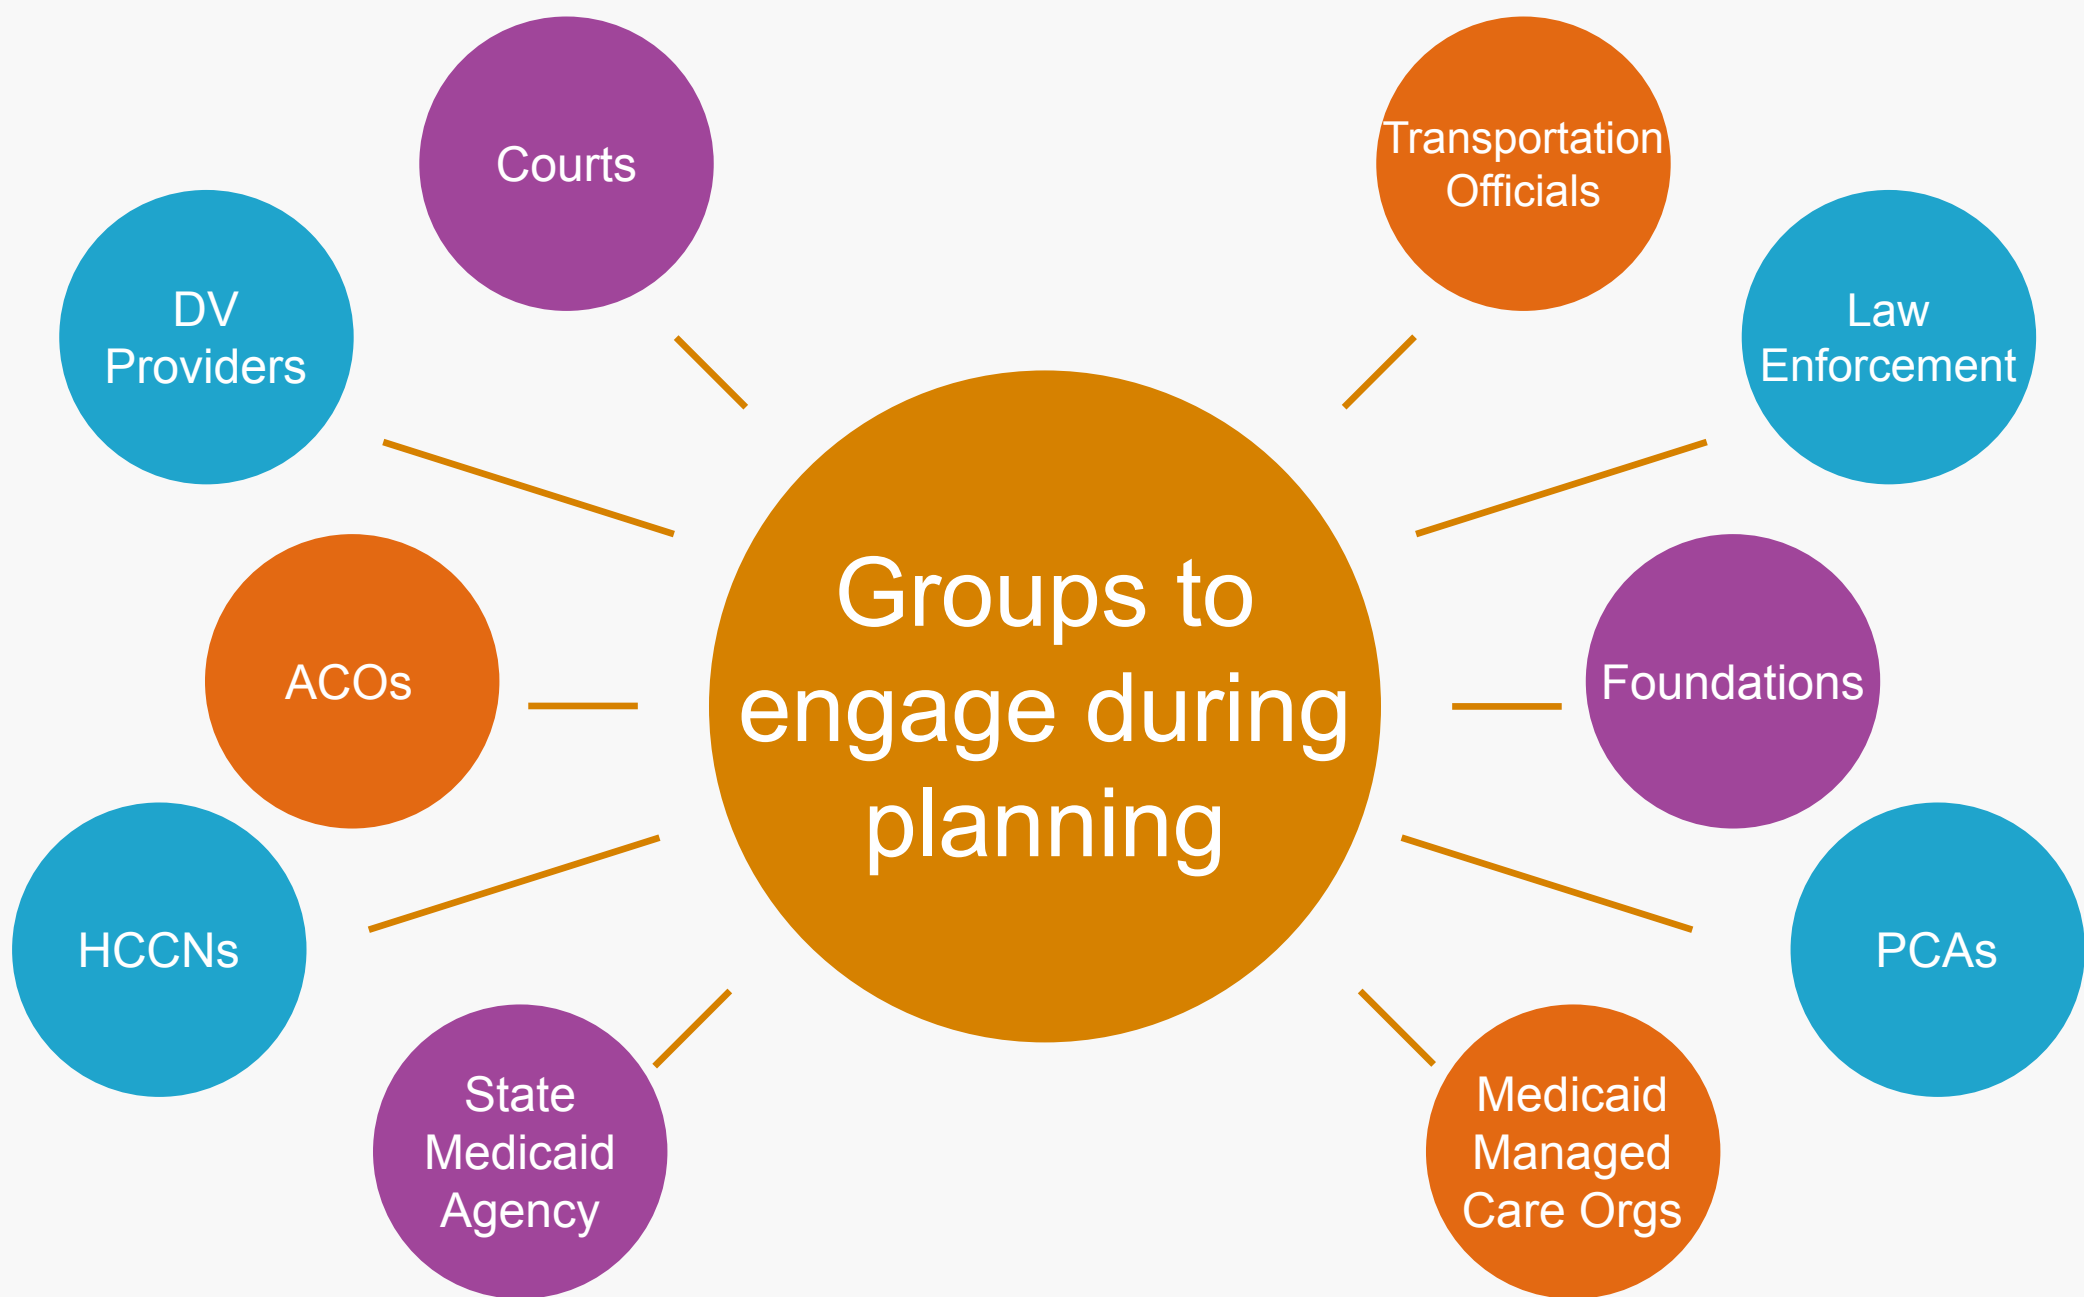 Courts
Transportation
Officials
DV
Providers
Law
Enforcement
Groups to
engage during
planning
ACOs
Foundations
HCCNs
PCAs
State
Medicaid
Agency
Medicaid
Managed
Care Orgs